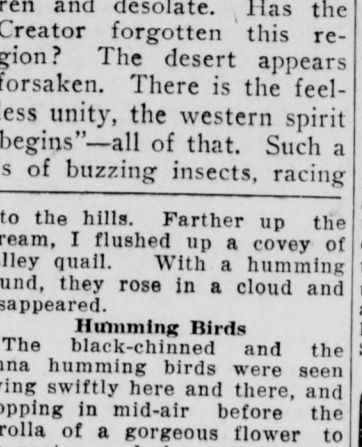 ren and desolate. Has the
Creator forgotten this re-
gion? The desert appears
forsaken. There is the feel-
less unity, the western spirit
begins"—all of that. Such a
s of buzzing insects, racing
to the hills. Farther up the
ream, I flushed up a covey of
lley quail. With a humming
und, they rose in a cloud and
sappeared.
Humming Birds
The black-chinned and the
nna humming birds were seen
ing swiftly here and there, and
opping in mid-air before the
rolla of a gorgeous flower to